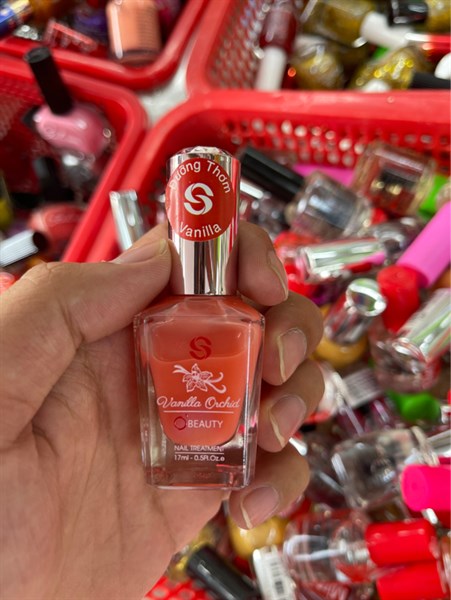 Hương Thơm
S
Vanilla
S
Vanilla Orchid
BEAUTY
NAIL TREATMENT
17ml - 0.5Fl.Oz.e